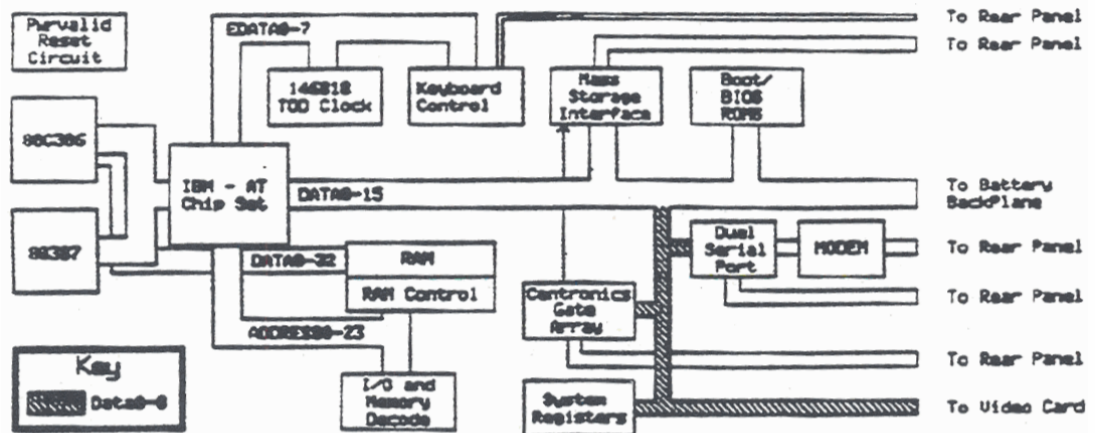 Pwrvalid
Reset
Circuit
EDATA0-7
To Rear Panel
To Rear Panel
146818
TOD Clock
Keyboard
Control
Mass
Storage
Interface
Boot/
BIOS
ROMS
80C386
IBM - AT
Chip Set
DATA0-15
To Battery
BackPlane
80387
DATA0-32
RAM
RAM Control
Dual
Serial
Port
MODEM
To Rear Panel
To Rear Panel
Centronics
Gate
Array
ADDRESS0-23
To Rear Panel
Key
Data0-8
I/O and
Memory
Decode
System
Registers
To Video Card